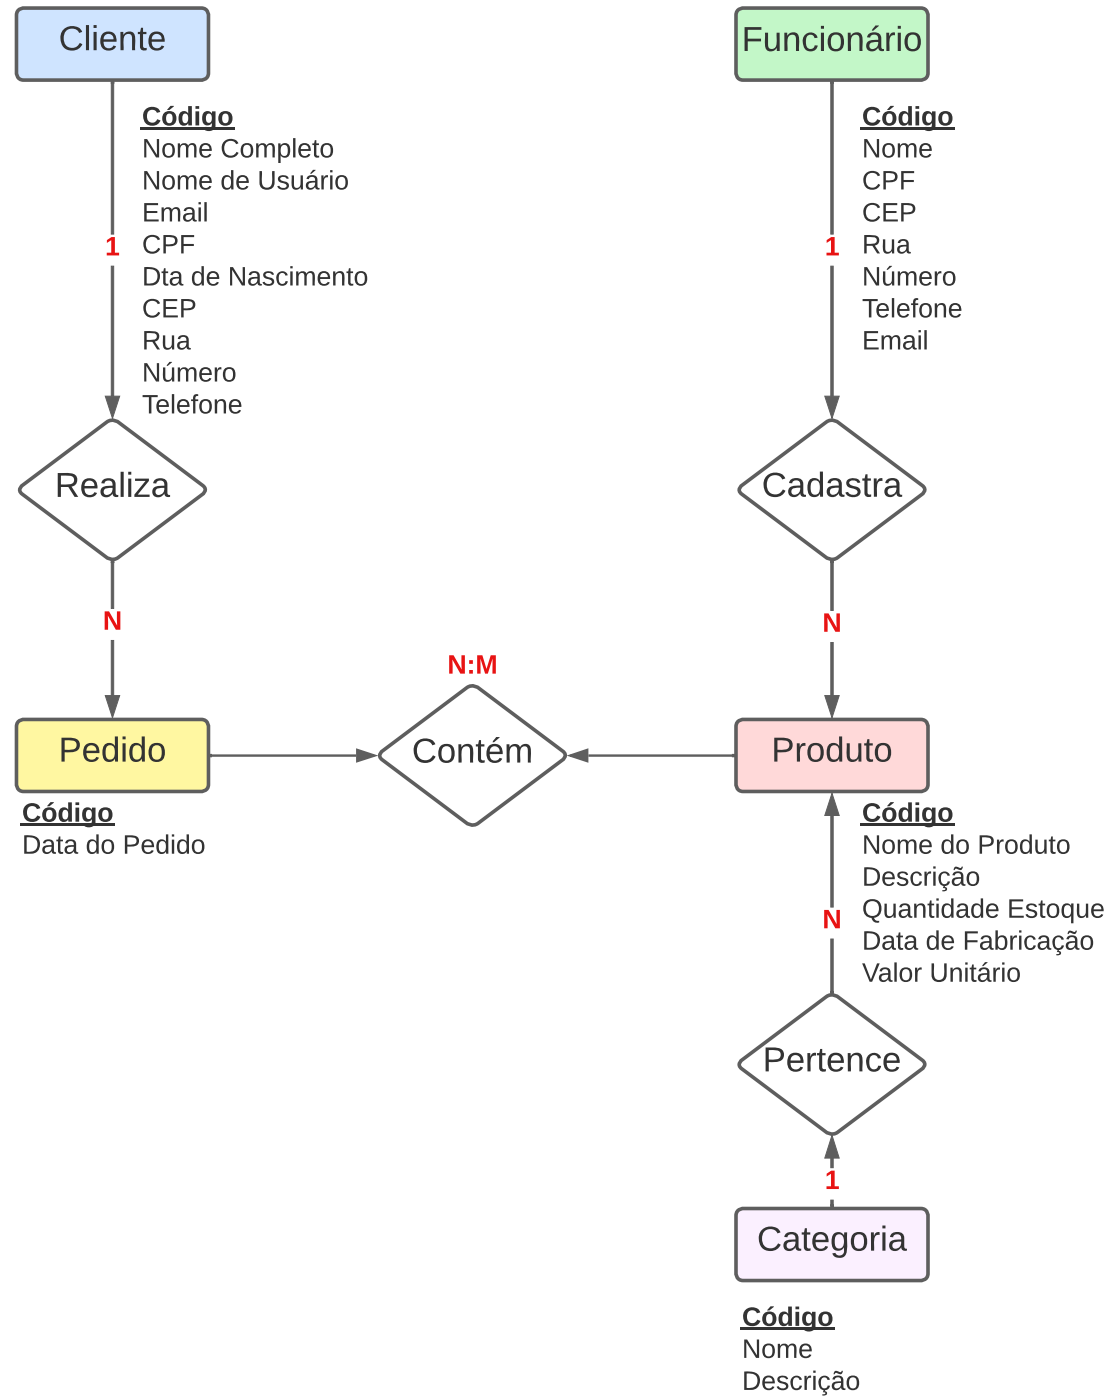 Cliente
Código
Nome Completo
Nome de Usuário
Email
CPF
Dta de Nascimento
CEP
Rua
Número
Telefone
1
Realiza
N
Pedido
Código
Data do Pedido
N:M
Contém
Funcionário
Código
Nome
CPF
CEP
Rua
Número
Telefone
Email
1
Cadastra
N
Produto
Código
Nome do Produto
Descrição
Quantidade Estoque
Data de Fabricação
Valor Unitário
N
Pertence
1
Categoria
Código
Nome
Descrição